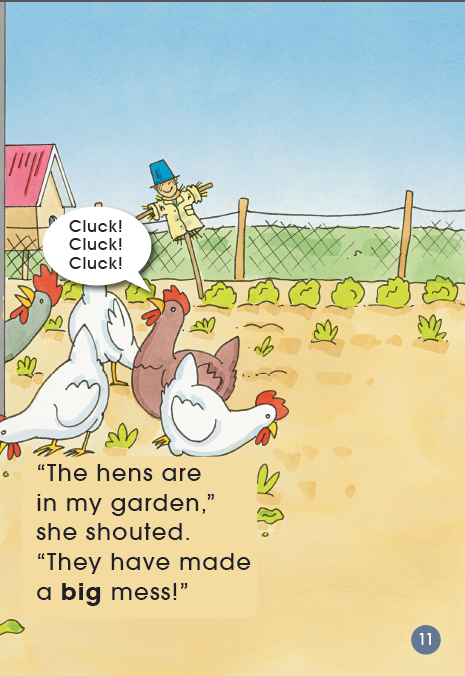 Cluck!
Cluck!
Cluck!
“The hens are
in my garden,”
she shouted.
“They have made
a big mess!”
11